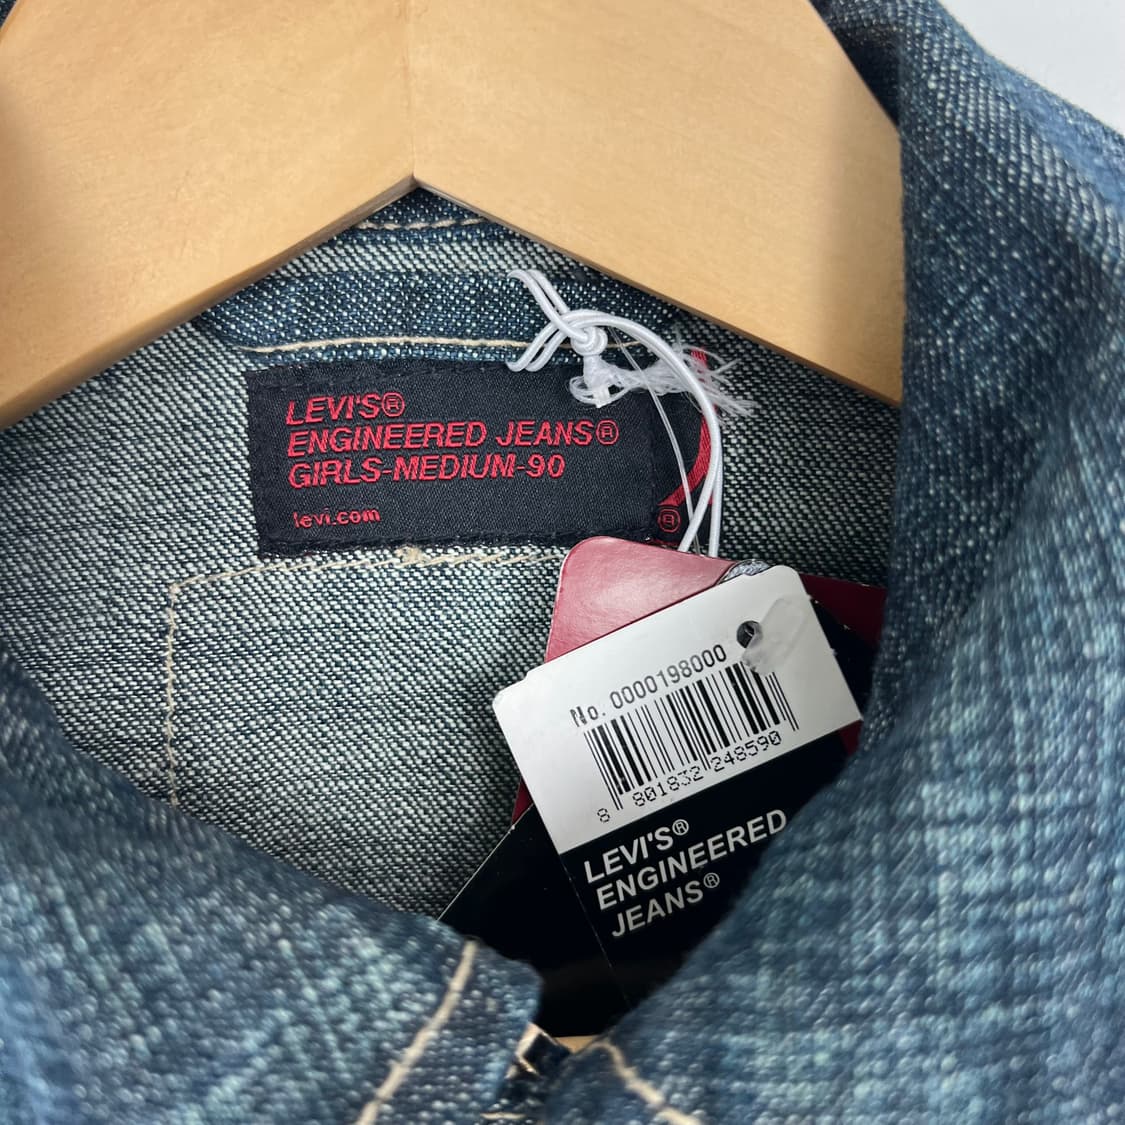 LEVI'S®
ENGINEERED JEANS®
GIRLS-MEDIUM-90
levi.com
®
No. 0000198000
8 801832 248590
LEVI'S®
ENGINEERED
JEANS®